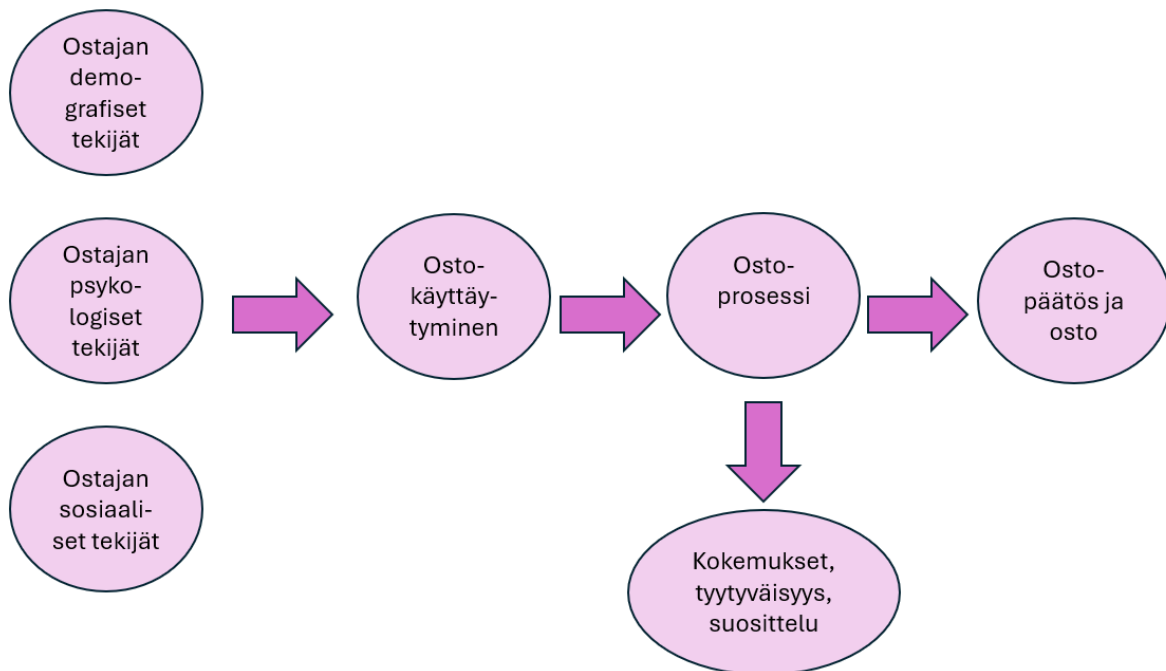 Ostajan
demo-
grafiset
tekijät
Ostajan
psyko-
logiset
tekijät
Ostajan
sosiaali-
set tekijät
Osto-
käyttäy-
tyminen
Osto-
prosessi
Osto-
päätös ja
osto
Kokemukset,
tyytyväisyys,
suosittelu